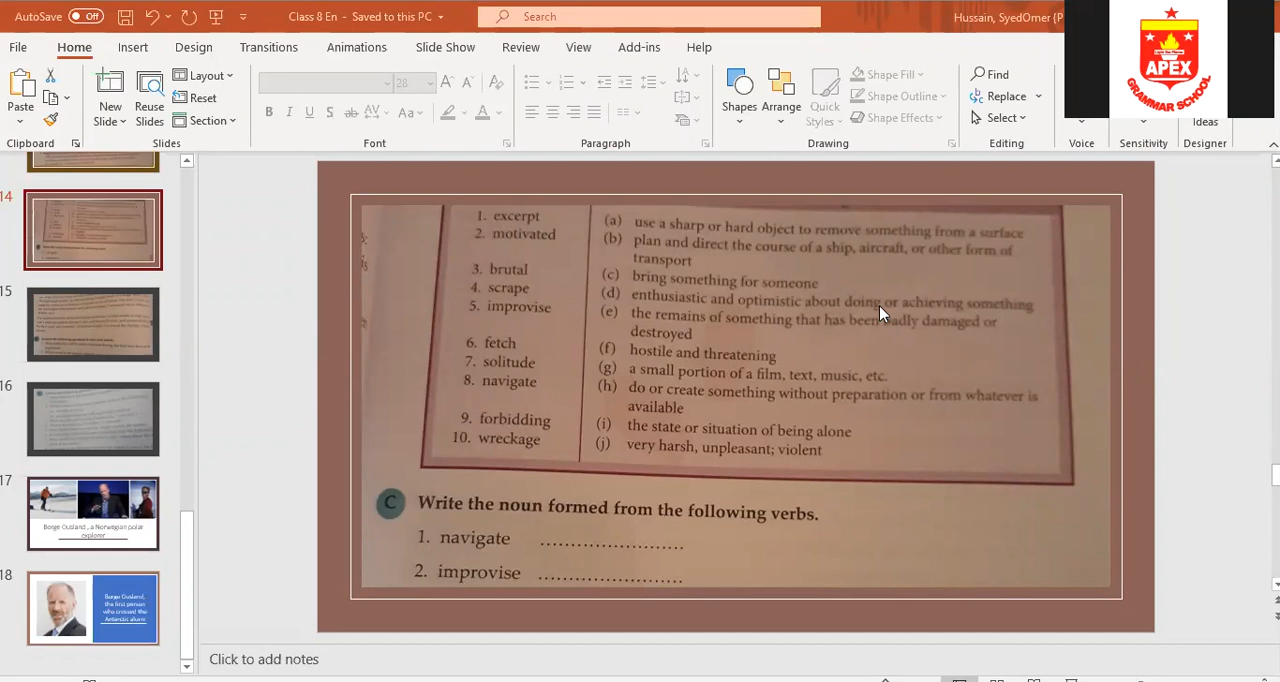 AutoSave Off
Class 8 En - Saved to this PC
Search
Hussain, SyedOmer (P
File Home Insert Design Transitions Animations Slide Show Review View Add-ins Help
APEX
GRAMMAR SCHOOL
Paste
New Slide
Reuse Slides
Layout
Reset
Section
28
B I U S ab AV Aa A
Shapes
Arrange
Quick Styles
Shape Fill
Shape Outline
Shape Effects
Find
Replace
Select
Ideas
Clipboard Slides Font Paragraph Drawing Editing Voice Sensitivity Designer
14
15
16
17
Borge Ousland, a Norwegian polar
explorer
18
Borge Ousland,
the first person
who crossed the
Antarctic alone
1. excerpt
2. motivated
3. brutal
4. scrape
5. improvise
6. fetch
7. solitude
8. navigate
9. forbidding
10. wreckage
(a) use a sharp or hard object to remove something from a surface
(b) plan and direct the course of a ship, aircraft, or other form of
transport
(c) bring something for someone
(d) enthusiastic and optimistic about doing or achieving something
(e) the remains of something that has been badly damaged or
destroyed
(f) hostile and threatening
(g) a small portion of a film, text, music, etc.
(h) do or create something without preparation or from whatever is
available
(i) the state or situation of being alone
(j) very harsh, unpleasant; violent
C Write the noun formed from the following verbs.
1. navigate ........................
2. improvise ........................
Click to add notes